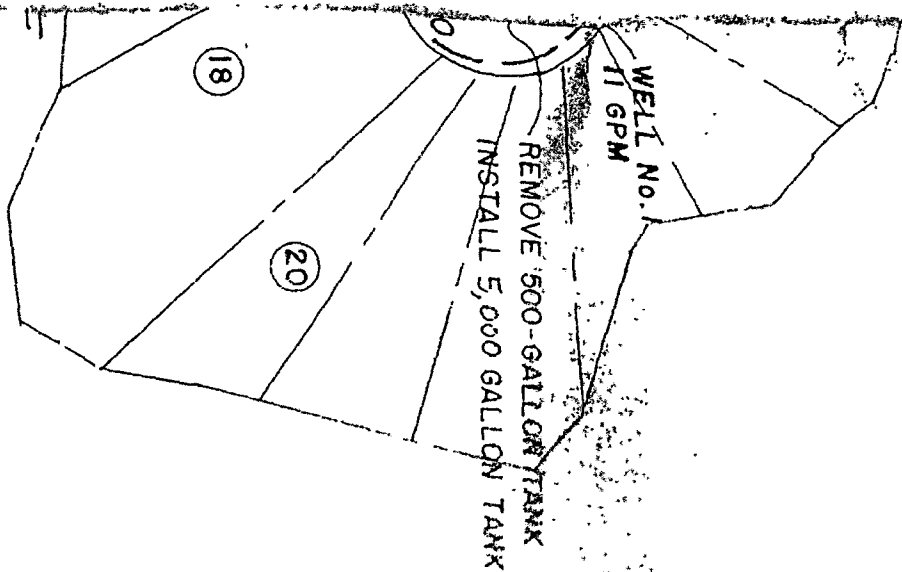 WELL No. 1
11 GPM
REMOVE 500-GALLON TANK
INSTALL 5,000 GALLON TANK
18
20